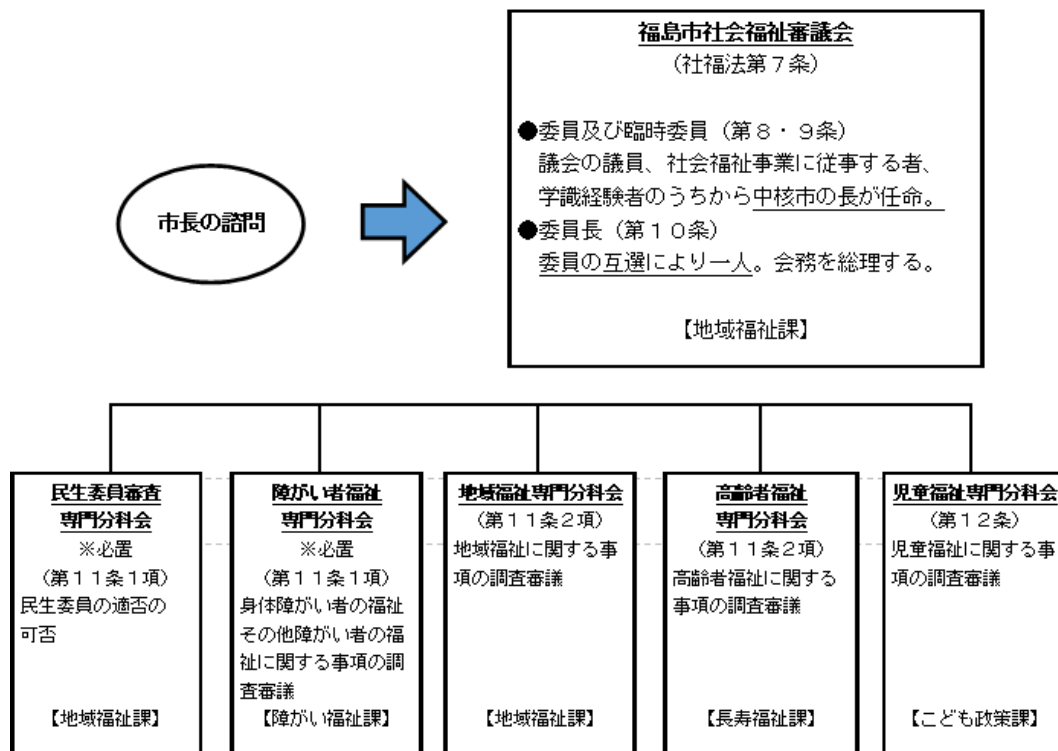 福島市社会福祉審議会
(社福法第７条)
●委員及び臨時委員（第８・９条）
議会の議員、社会福祉事業に従事する者、
学識経験者のうちから中核市の長が任命。
●委員長（第１０条）
委員の互選により一人。会務を総理する。
【地域福祉課】
市長の諮問
民生委員審査
専門分科会
※必置
（第１１条１項）
民生委員の適否の
可否
【地域福祉課】
障がい者福祉
専門分科会
※必置
（第１１条１項）
身体障がい者の福祉
その他障がい者の福
祉に関する事項の調
査審議
【障がい福祉課】
地域福祉専門分科会
（第１１条２項）
地域福祉に関する事
項の調査審議
【地域福祉課】
高齢者福祉
専門分科会
（第１１条２項）
高齢者福祉に関する
事項の調査審議
【長寿福祉課】
児童福祉専門分科会
（第１２条）
児童福祉に関する事
項の調査審議
【こども政策課】